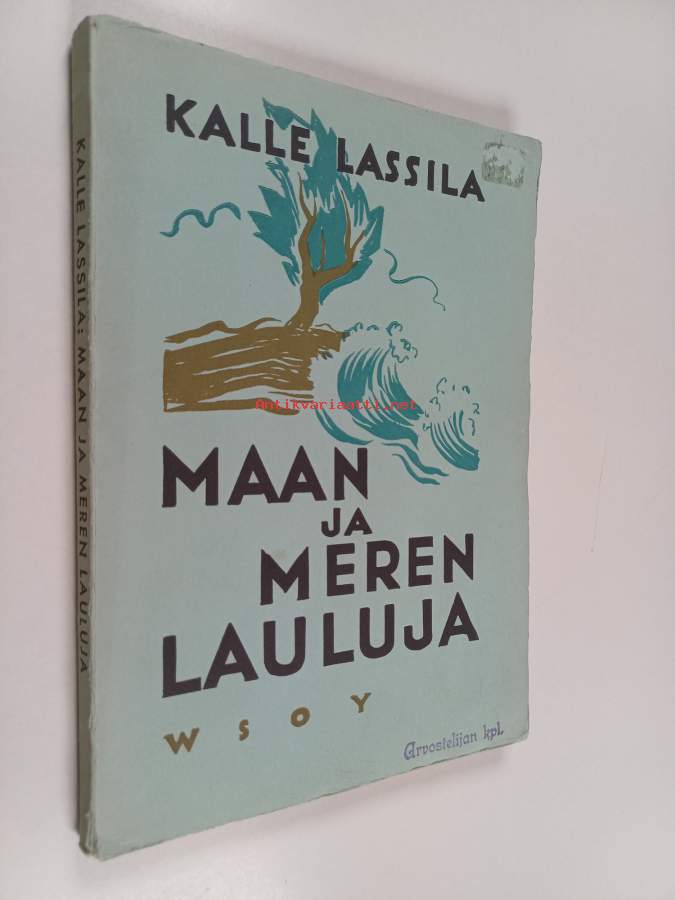 KALLE LASSILA
MAAN
JA
MEREN
LAULUJA
WSOY
Arvostelijan kpl.
KALLE LASSILA: MAAN JA MEREN LAULUJA
Antikvariaatti.net